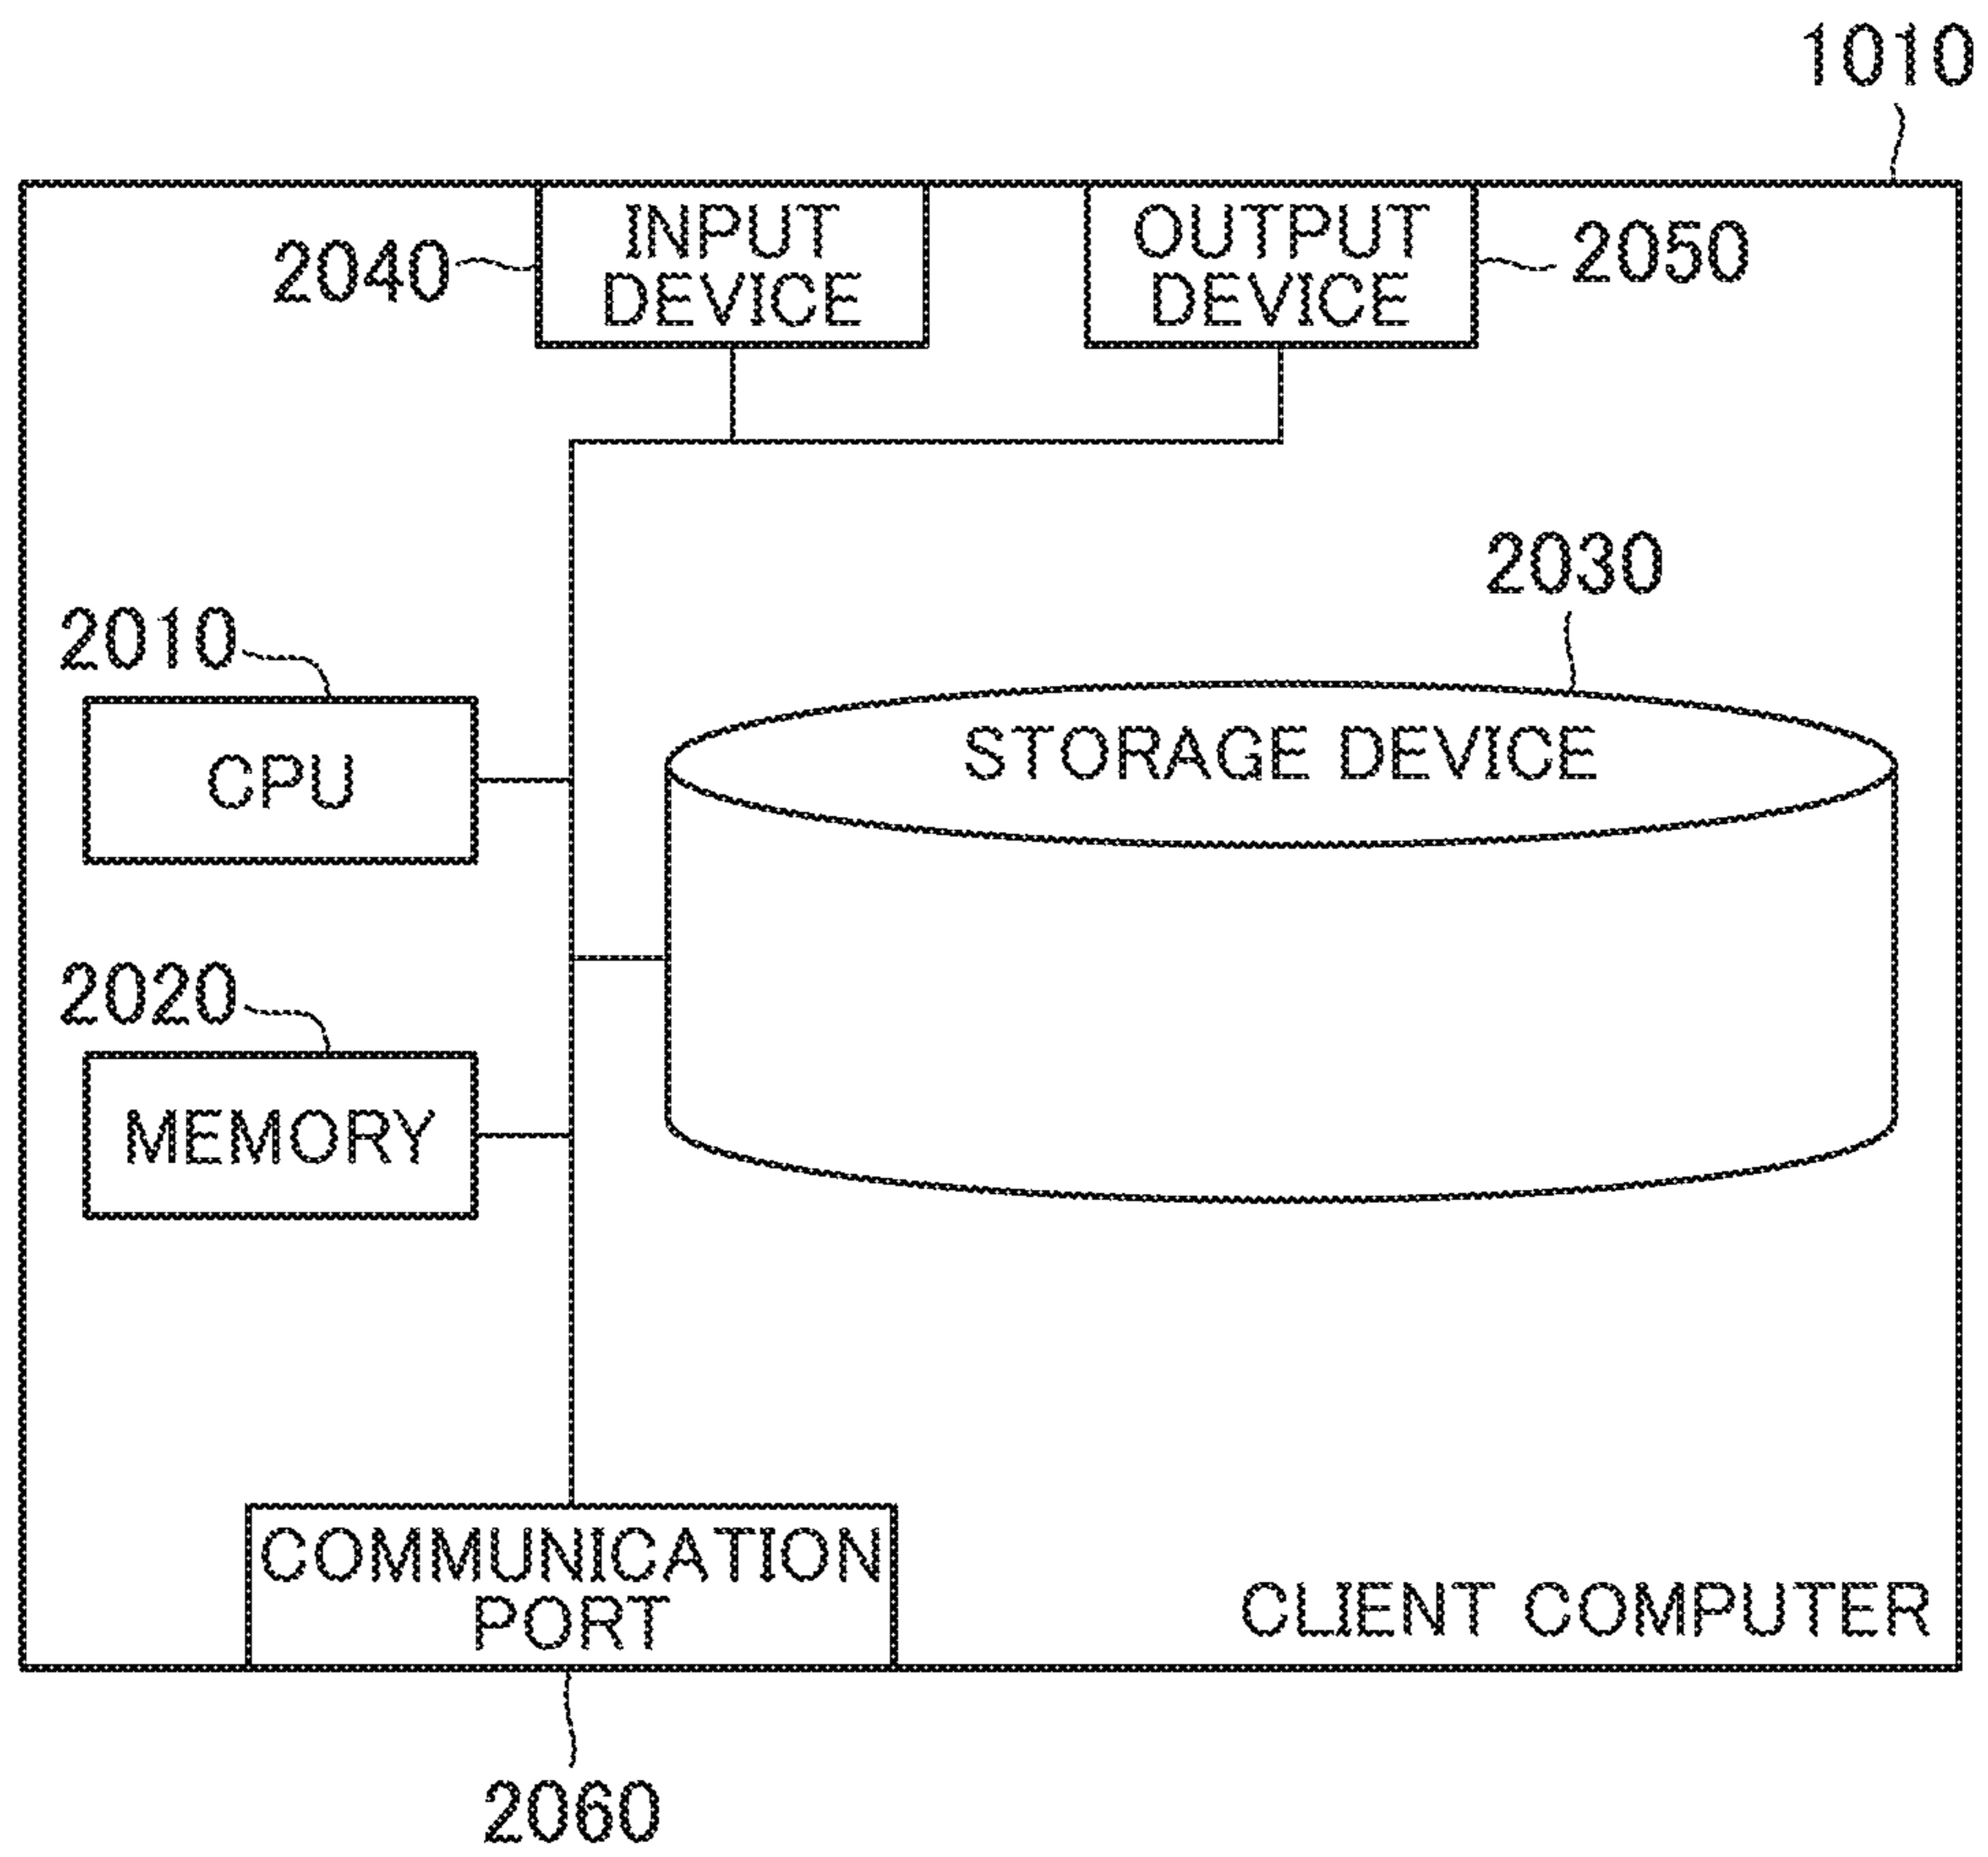 1010
INPUT
DEVICE
2040
OUTPUT
DEVICE
2050
2030
2010
STORAGE DEVICE
CPU
2020
MEMORY
COMMUNICATION
PORT
CLIENT COMPUTER
2060